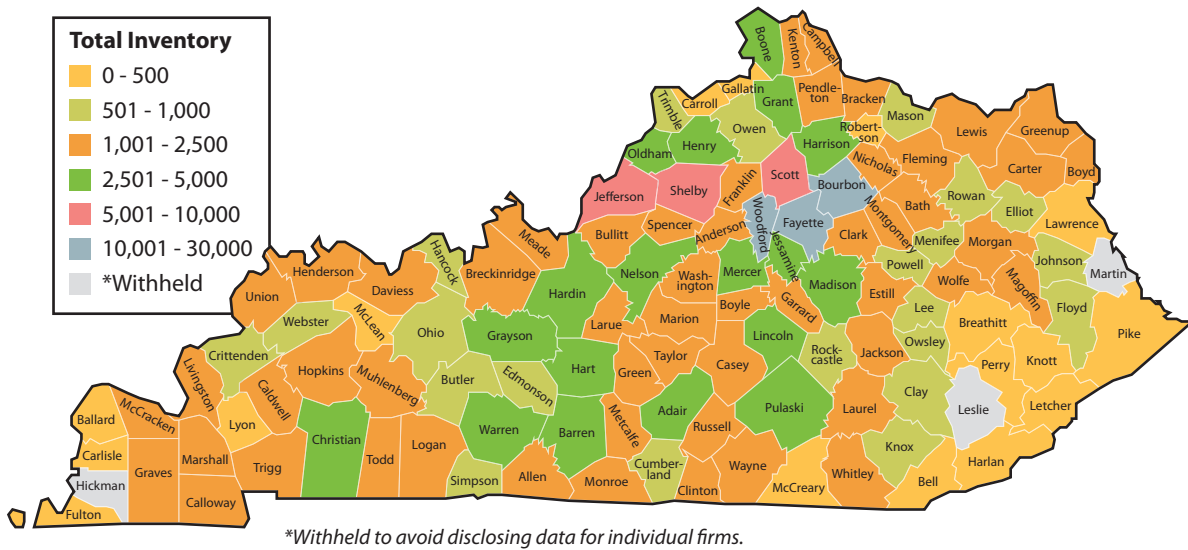 Total Inventory
0 - 500
501 - 1,000
1,001 - 2,500
2,501 - 5,000
5,001 - 10,000
10,001 - 30,000
*Withheld
Boone
Kenton
Campbell
Gallatin
Carroll
Trimble
Grant
Pendle-
ton
Bracken
Mason
Owen
Robert-
son
Lewis
Greenup
Oldham
Henry
Harrison
Nicholas
Fleming
Carter
Boyd
Jefferson
Shelby
Franklin
Scott
Bourbon
Rowan
Elliot
Lawrence
Bullitt
Spencer
Anderson
Woodford
Fayette
Clark
Montgomery
Bath
Menifee
Morgan
Johnson
Martin
Hancock
Meade
Breckinridge
Nelson
Wash-
ington
Mercer
Jessamine
Madison
Powell
Estill
Wolfe
Magoffin
Floyd
Pike
Henderson
Union
Daviess
Hardin
Larue
Marion
Boyle
Garrard
Lee
Breathitt
Webster
McLean
Ohio
Grayson
Lincoln
Rock-
castle
Jackson
Owsley
Perry
Knott
Crittenden
Livingston
Caldwell
Hopkins
Muhlenberg
Butler
Edmonson
Hart
Green
Taylor
Casey
Clay
Leslie
Letcher
Ballard
McCracken
Lyon
Christian
Todd
Logan
Warren
Barren
Metcalfe
Adair
Russell
Pulaski
Laurel
Knox
Harlan
Carlisle
Graves
Marshall
Trigg
Simpson
Allen
Monroe
Cumber-
land
Clinton
Wayne
McCreary
Whitley
Bell
Hickman
Fulton
Calloway
*Withheld to avoid disclosing data for individual firms.